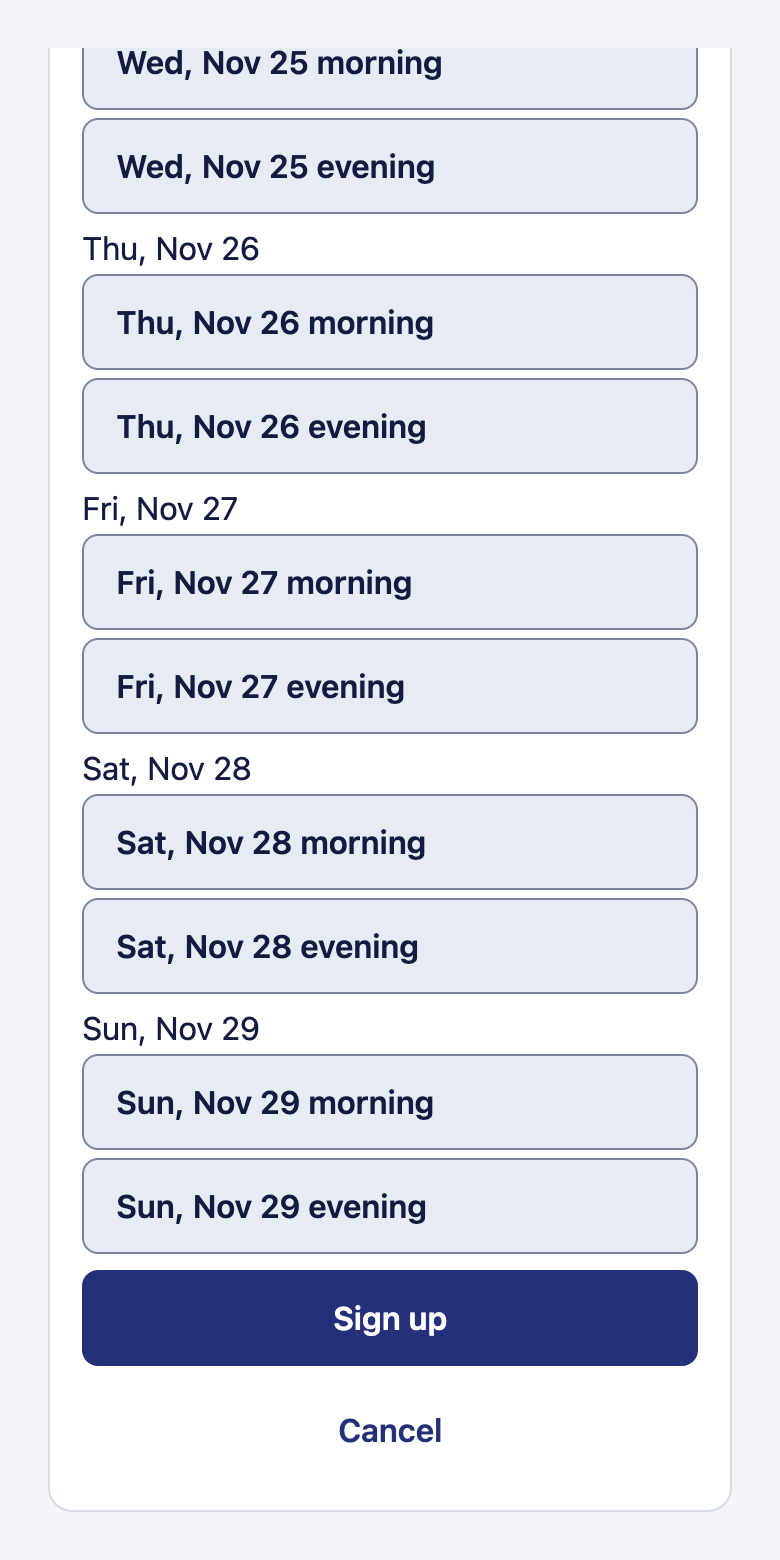 Wed, Nov 25 morning
Wed, Nov 25 evening
Thu, Nov 26
Thu, Nov 26 morning
Thu, Nov 26 evening
Fri, Nov 27
Fri, Nov 27 morning
Fri, Nov 27 evening
Sat, Nov 28
Sat, Nov 28 morning
Sat, Nov 28 evening
Sun, Nov 29
Sun, Nov 29 morning
Sun, Nov 29 evening
Sign up
Cancel